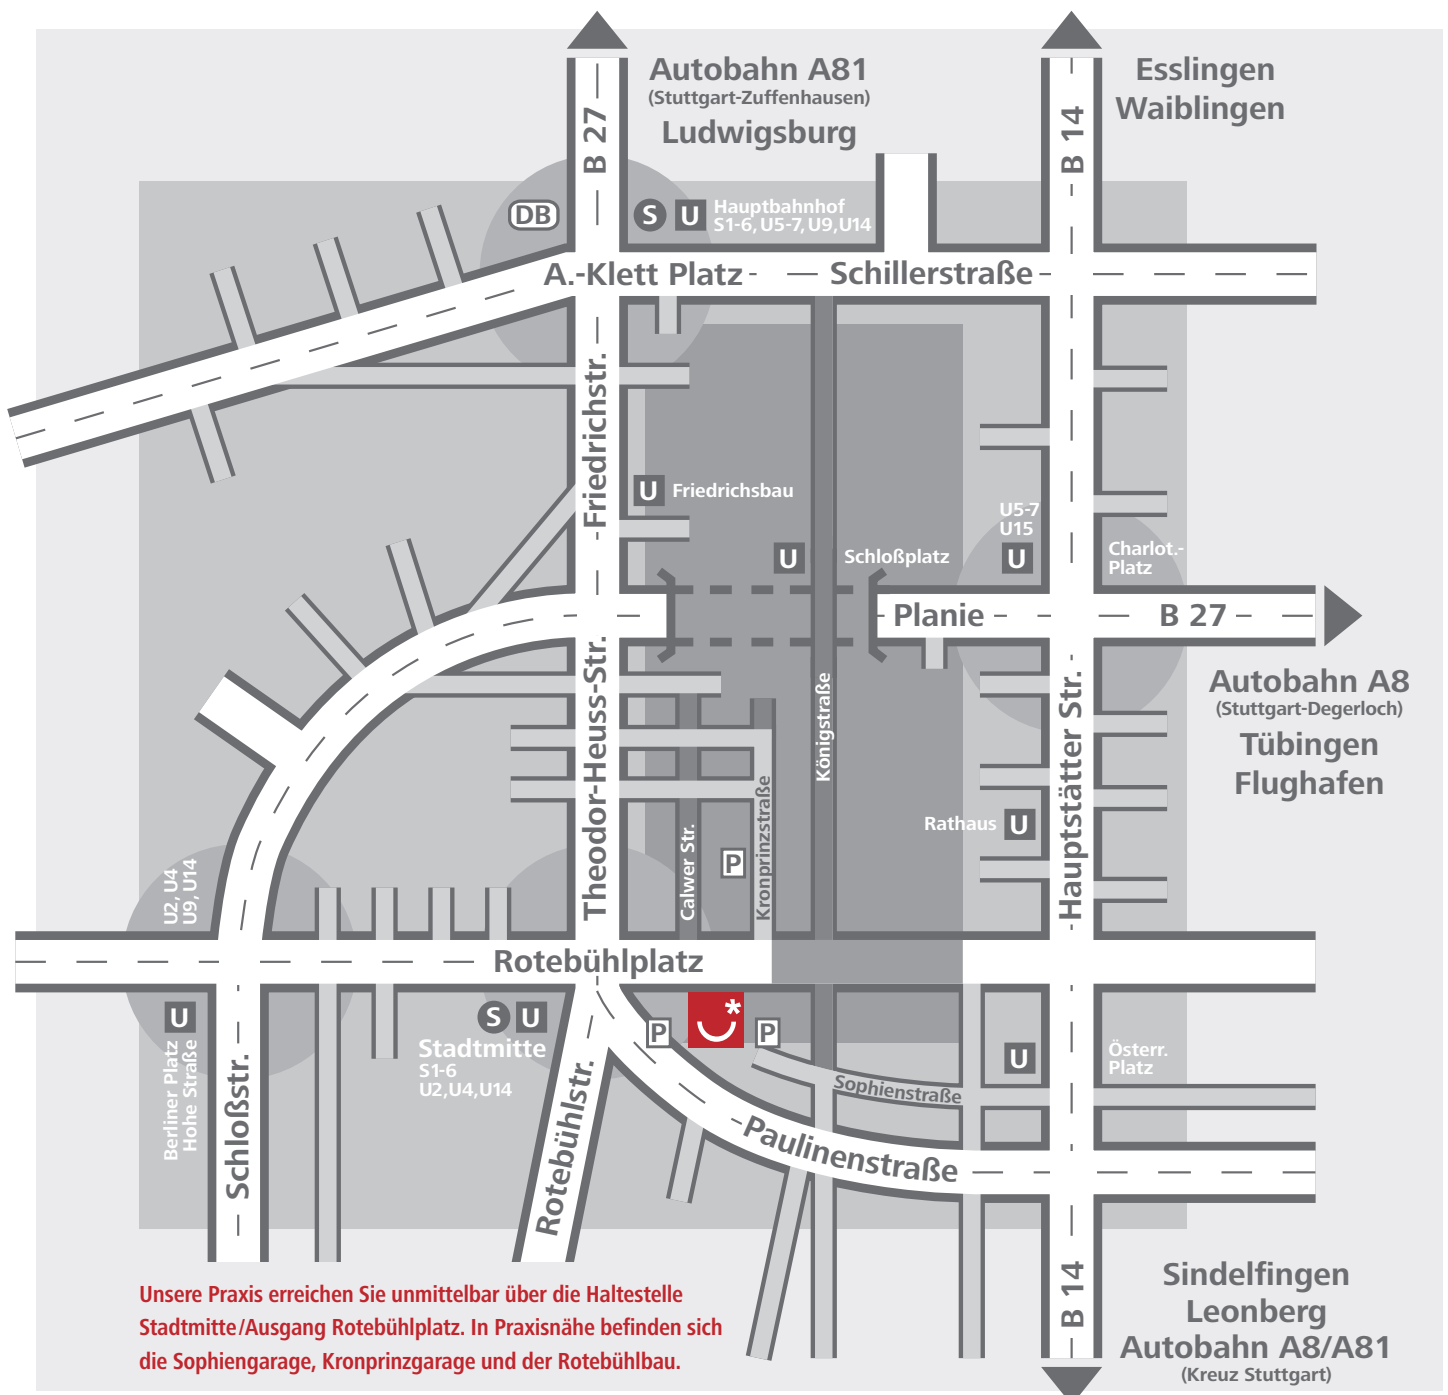 Autobahn A81
(Stuttgart-Zuffenhausen)
Ludwigsburg
B 27
Esslingen
Waiblingen
B 14
DB
S U
Hauptbahnhof
S1-6, U5-7, U9, U14
A.-Klett Platz
Schillerstraße
Friedrichstr.
U Friedrichsbau
U5-7
U15
U
U
Schloßplatz
Charlot.-
Platz
Planie
B 27
Autobahn A8
(Stuttgart-Degerloch)
Tübingen
Flughafen
Theodor-Heuss-Str.
Königstraße
Hauptstätter Str.
Kronprinzstraße
Calwer Str.
P
Rathaus U
U2, U4
U9, U14
Rotebühlplatz
U
Berliner Platz
Hohe Straße
S U
Stadtmitte
S1-6
U2,U4,U14
P
*
P
U
Österr.
Platz
Sophienstraße
Schloßstr.
Rotebühlstr.
Paulinenstraße
B 14
Sindelfingen
Leonberg
Autobahn A8/A81
(Kreuz Stuttgart)
Unsere Praxis erreichen Sie unmittelbar über die Haltestelle
Stadtmitte/Ausgang Rotebühlplatz. In Praxisnähe befinden sich
die Sophiengarage, Kronprinzgarage und der Rotebühlbau.